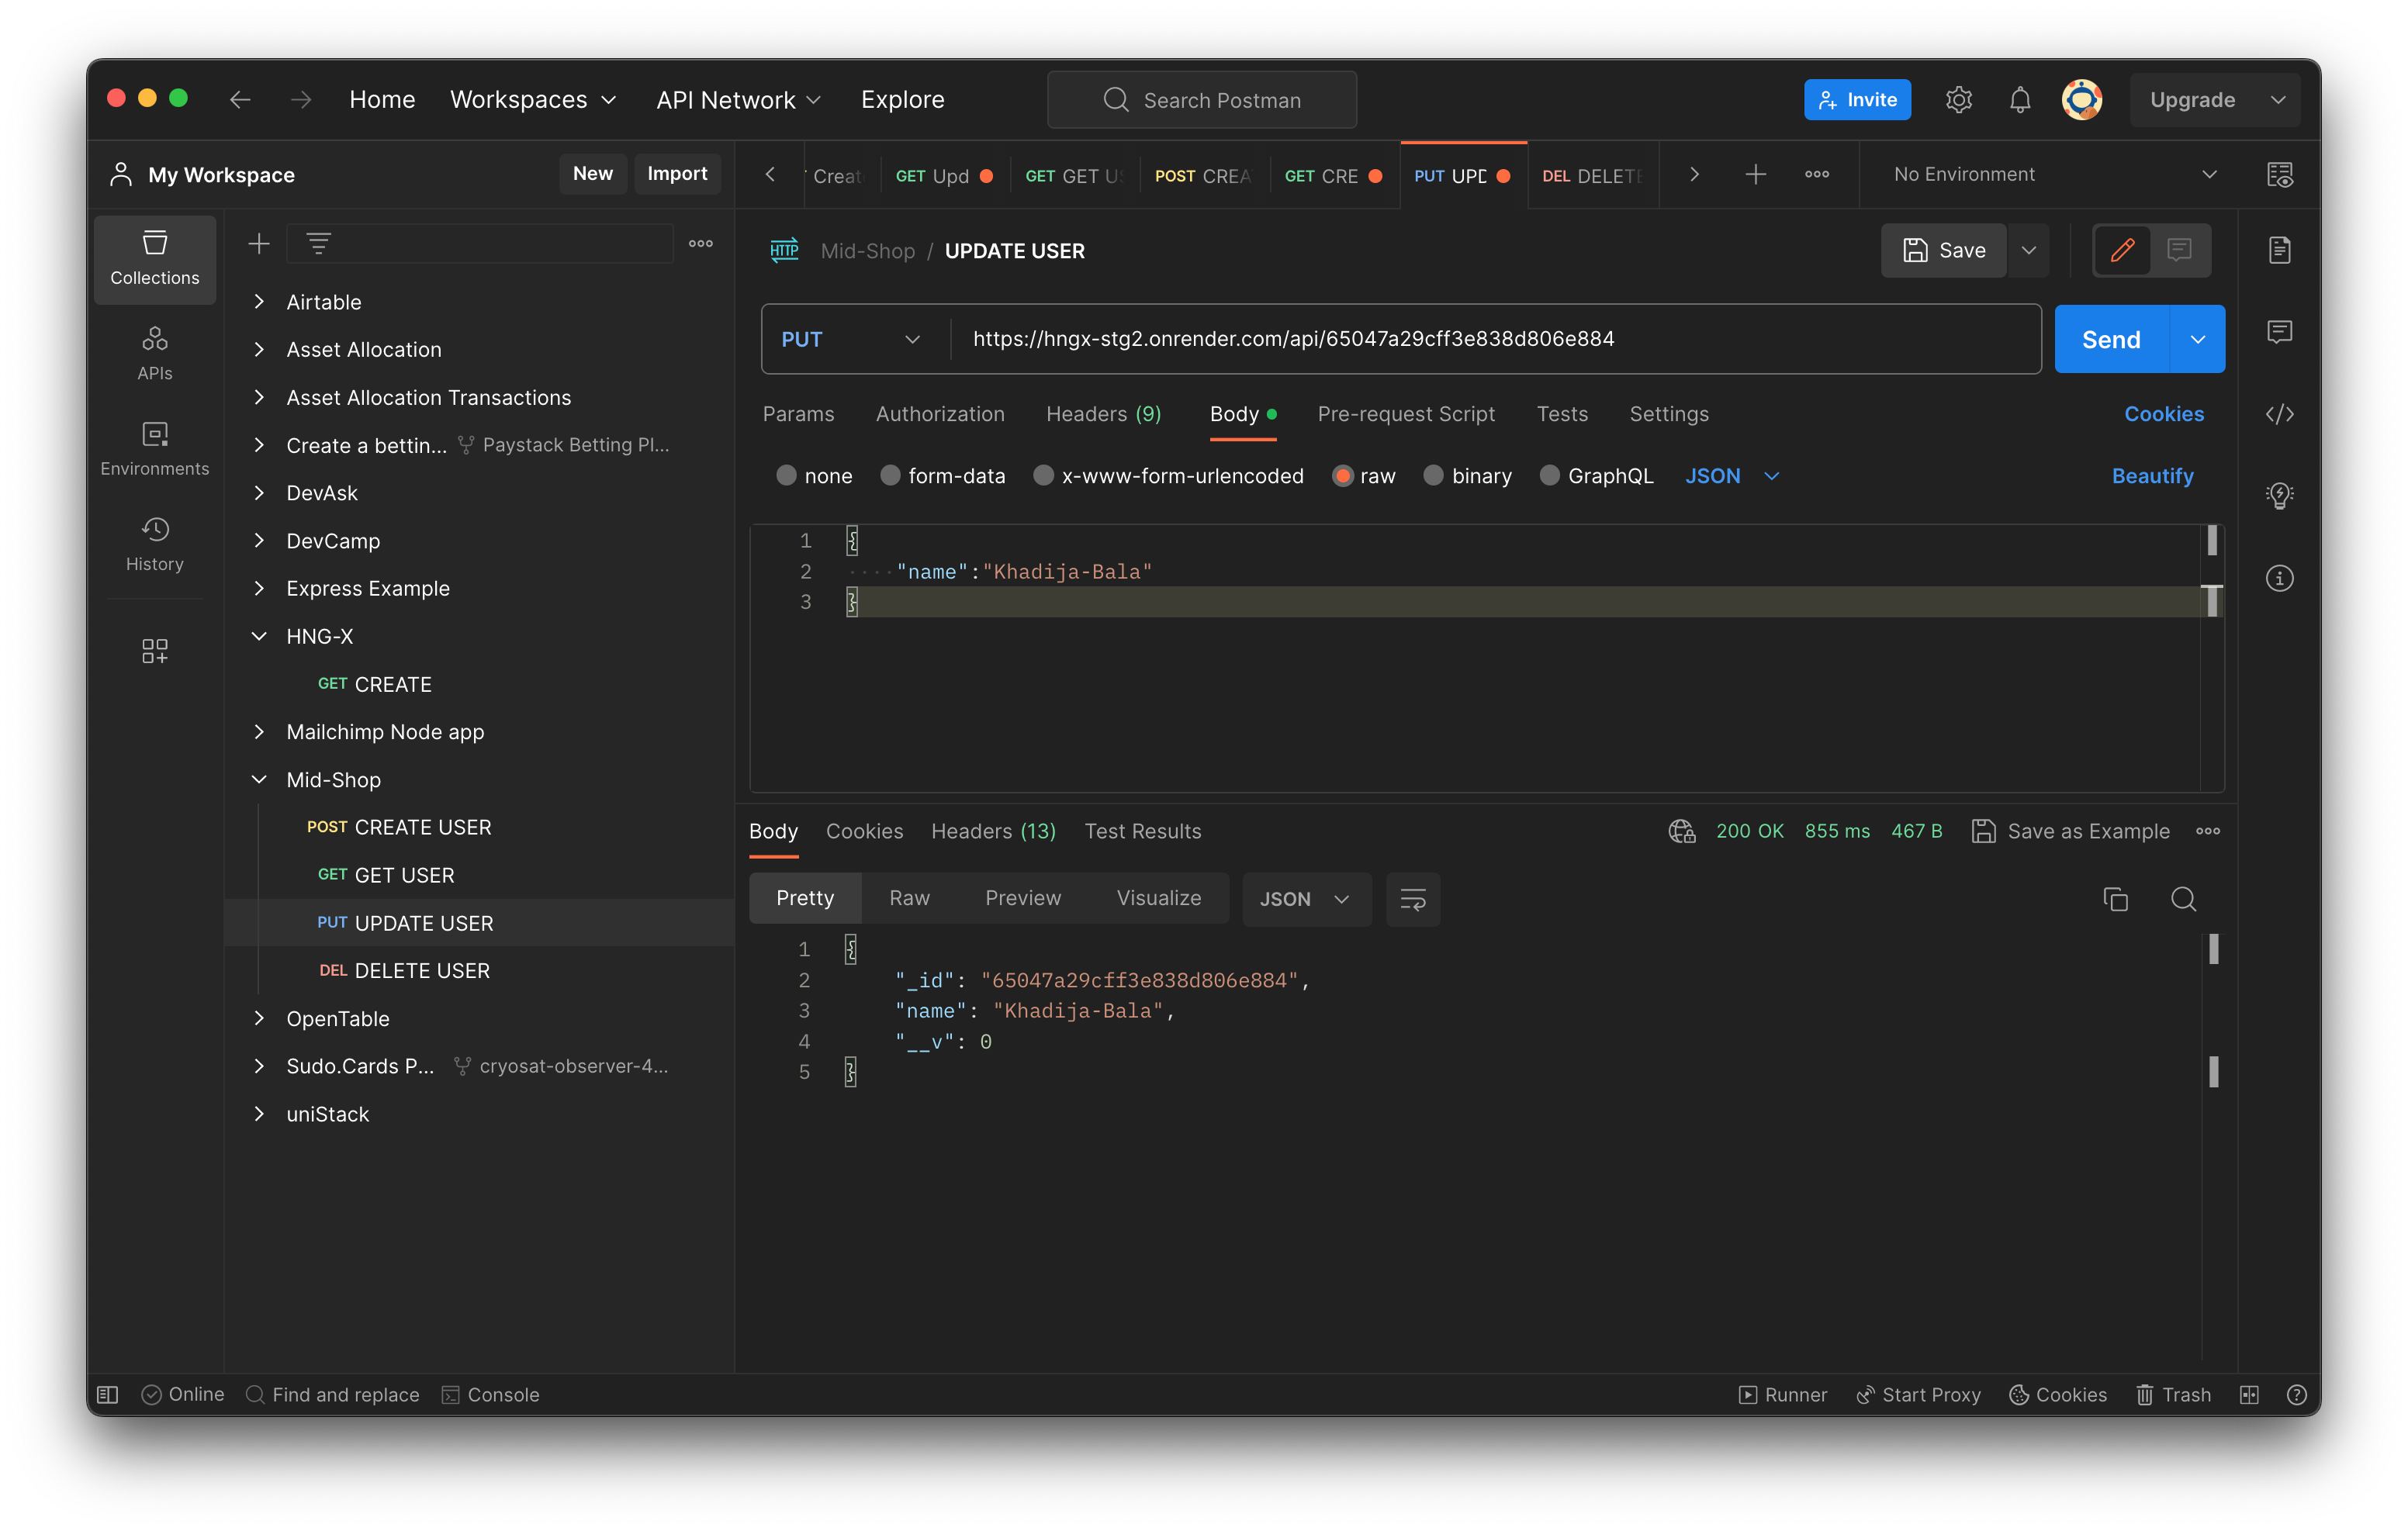 Home Workspaces API Network Explore Search Postman Invite Upgrade
My Workspace New Import
Create GET Upd GET GET US POST CREA GET CRE PUT UPD DEL DELETE No Environment
Collections
APIs
Environments
History
Airtable
Asset Allocation
Asset Allocation Transactions
Create a bettin... Paystack Betting Pl...
DevAsk
DevCamp
Express Example
HNG-X
GET CREATE
Mailchimp Node app
Mid-Shop
POST CREATE USER
GET GET USER
PUT UPDATE USER
DEL DELETE USER
OpenTable
Sudo.Cards P... cryosat-observer-4...
uniStack
HTTP Mid-Shop / UPDATE USER Save
PUT https://hngx-stg2.onrender.com/api/65047a29cff3e838d806e884 Send
Params Authorization Headers (9) Body Pre-request Script Tests Settings Cookies
none form-data x-www-form-urlencoded raw binary GraphQL JSON Beautify
1 {
2 ····"name":"Khadija-Bala"
3 }
Body Cookies Headers (13) Test Results 200 OK 855 ms 467 B Save as Example
Pretty Raw Preview Visualize JSON
1 {
2 "_id": "65047a29cff3e838d806e884",
3 "name": "Khadija-Bala",
4 "__v": 0
5 }
Online Find and replace Console Runner Start Proxy Cookies Trash